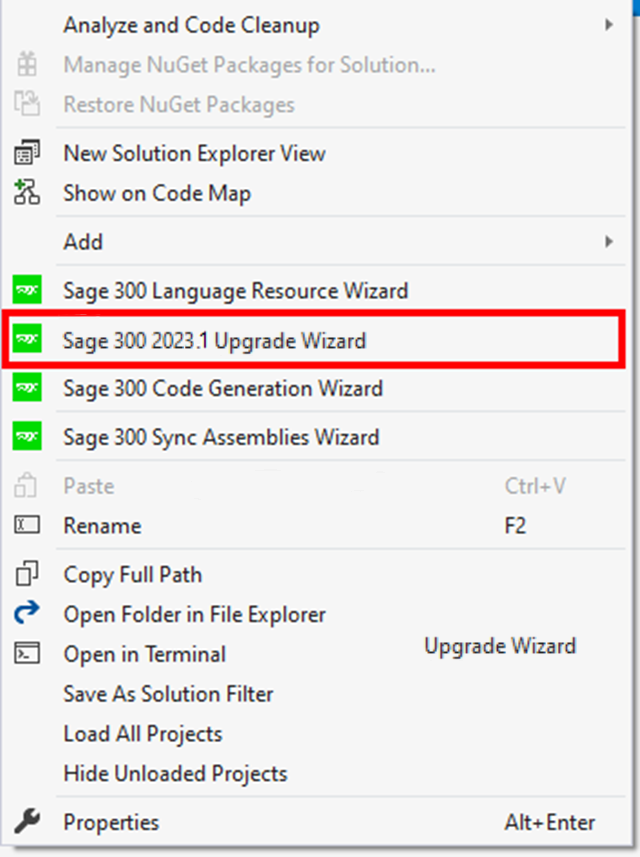 Analyze and Code Cleanup
Manage NuGet Packages for Solution...
Restore NuGet Packages
New Solution Explorer View
Show on Code Map
Add
Sage 300 Language Resource Wizard
Sage 300 2023.1 Upgrade Wizard
Sage 300 Code Generation Wizard
Sage 300 Sync Assemblies Wizard
Paste Ctrl+V
Rename F2
Copy Full Path
Open Folder in File Explorer
Upgrade Wizard
Open in Terminal
Save As Solution Filter
Load All Projects
Hide Unloaded Projects
Properties Alt+Enter